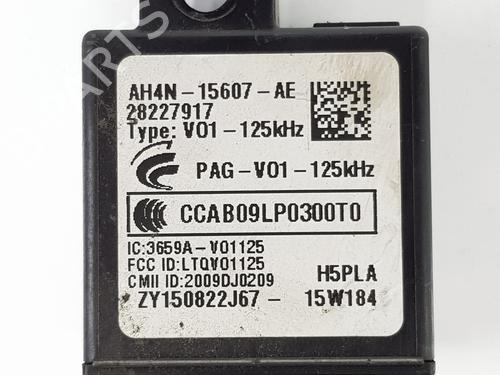 AH4N-15607-AE
28227917
Type: V01-125kHz
PAG-V01-125kHz
CCAB09LP0300T0
IC:3659A-V01125
FCC ID:LTQV01125
CMII ID:2009DJ0209
H5PLA
ZY150822J67- 15W184